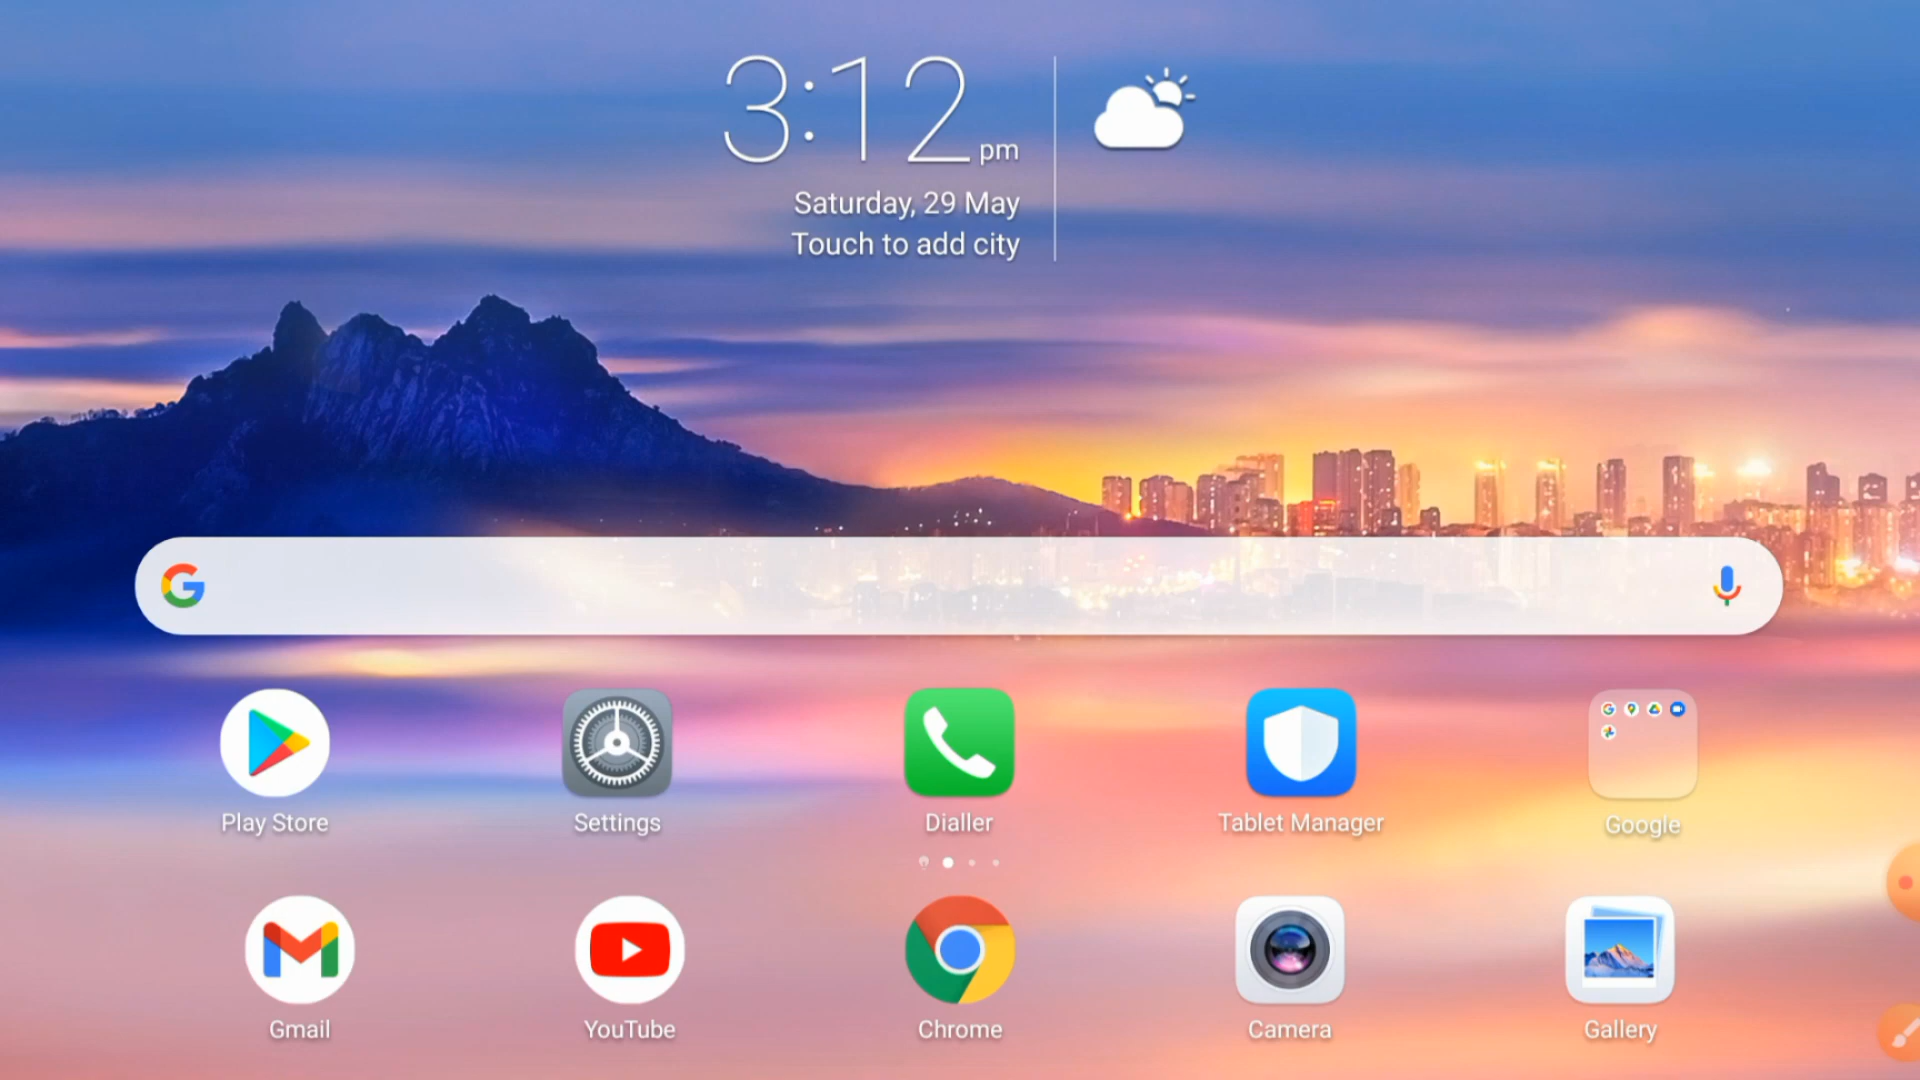 3:12 pm
Saturday, 29 May
Touch to add city
Play Store
Settings
Dialler
Tablet Manager
Google
Gmail
YouTube
Chrome
Camera
Gallery